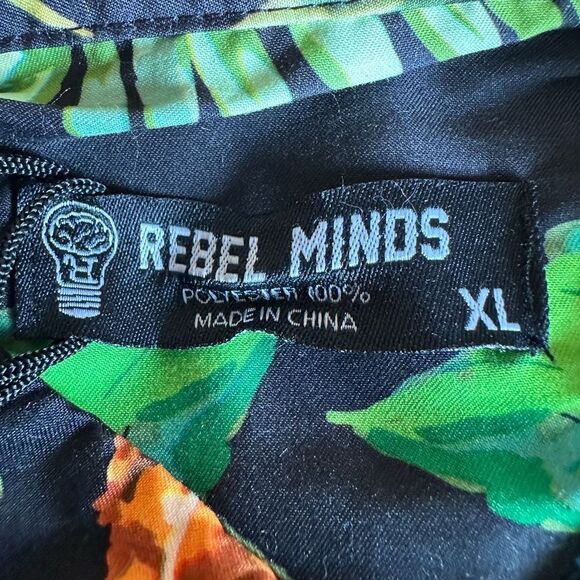 REBEL MINDS
POLYESTER 100%
MADE IN CHINA
XL